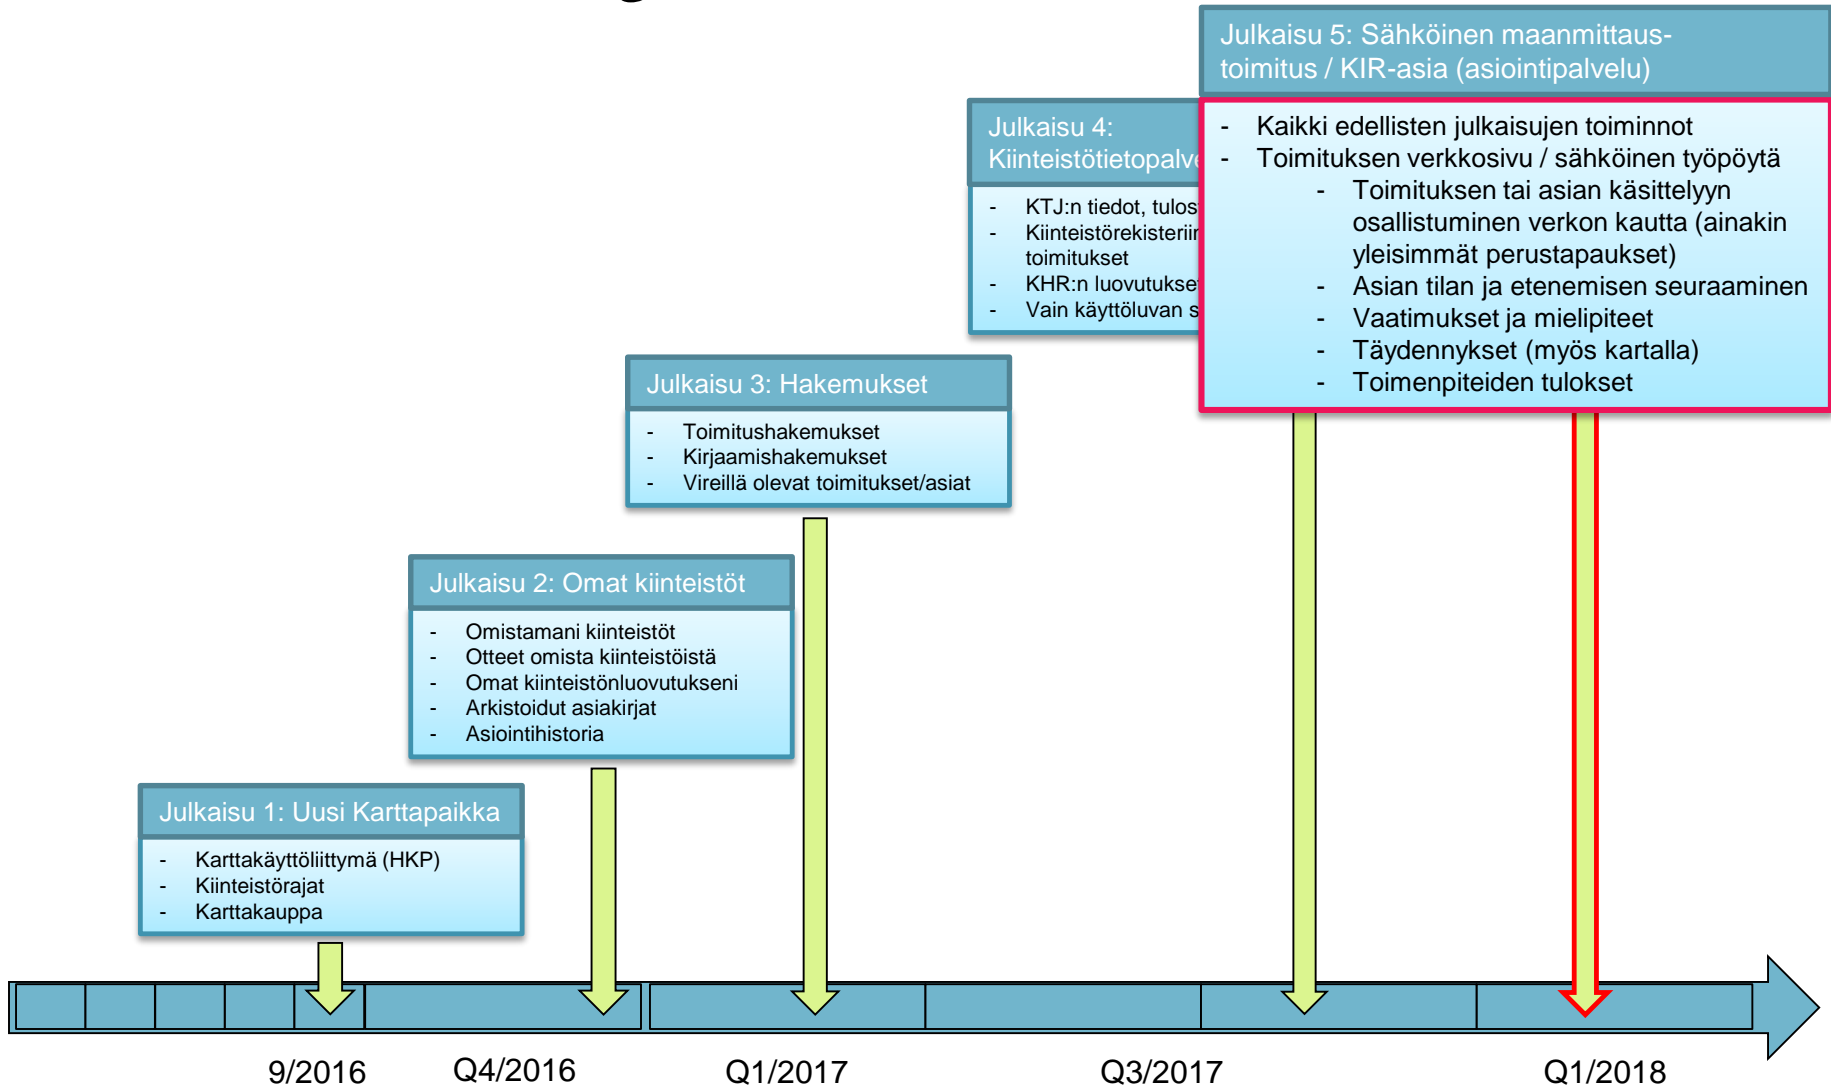 Julkaisu 5: Sähköinen maanmittaus-
toimitus / KIR-asia (asiointipalvelu)
- Kaikki edellisten julkaisujen toiminnot
- Toimituksen verkkosivu / sähköinen työpöytä
- Toimituksen tai asian käsittelyyn
osallistuminen verkon kautta (ainakin
yleisimmät perustapaukset)
- Asian tilan ja etenemisen seuraaminen
- Vaatimukset ja mielipiteet
- Täydennykset (myös kartalla)
- Toimenpiteiden tulokset
Julkaisu 4:
- KTJ:n tiedot,
- 
toimitukset
- KHR:n
- Vain käyttöluvan
Julkaisu 3: Hakemukset
- Toimitushakemukset
- Kirjaamishakemukset
- Vireillä olevat toimitukset/asiat
Julkaisu 2: Omat kiinteistöt
- Omistamani kiinteistöt
- Otteet omista kiinteistöistä
- Omat kiinteistönluovutukseni
- Arkistoidut asiakirjat
- Asiointihistoria
Julkaisu 1: Uusi Karttapaikka
- Karttakäyttöliittymä (HKP)
- Kiinteistörajat
- Karttakauppa
9/2016
Q4/2016
Q1/2017
Q3/2017
Q1/2018